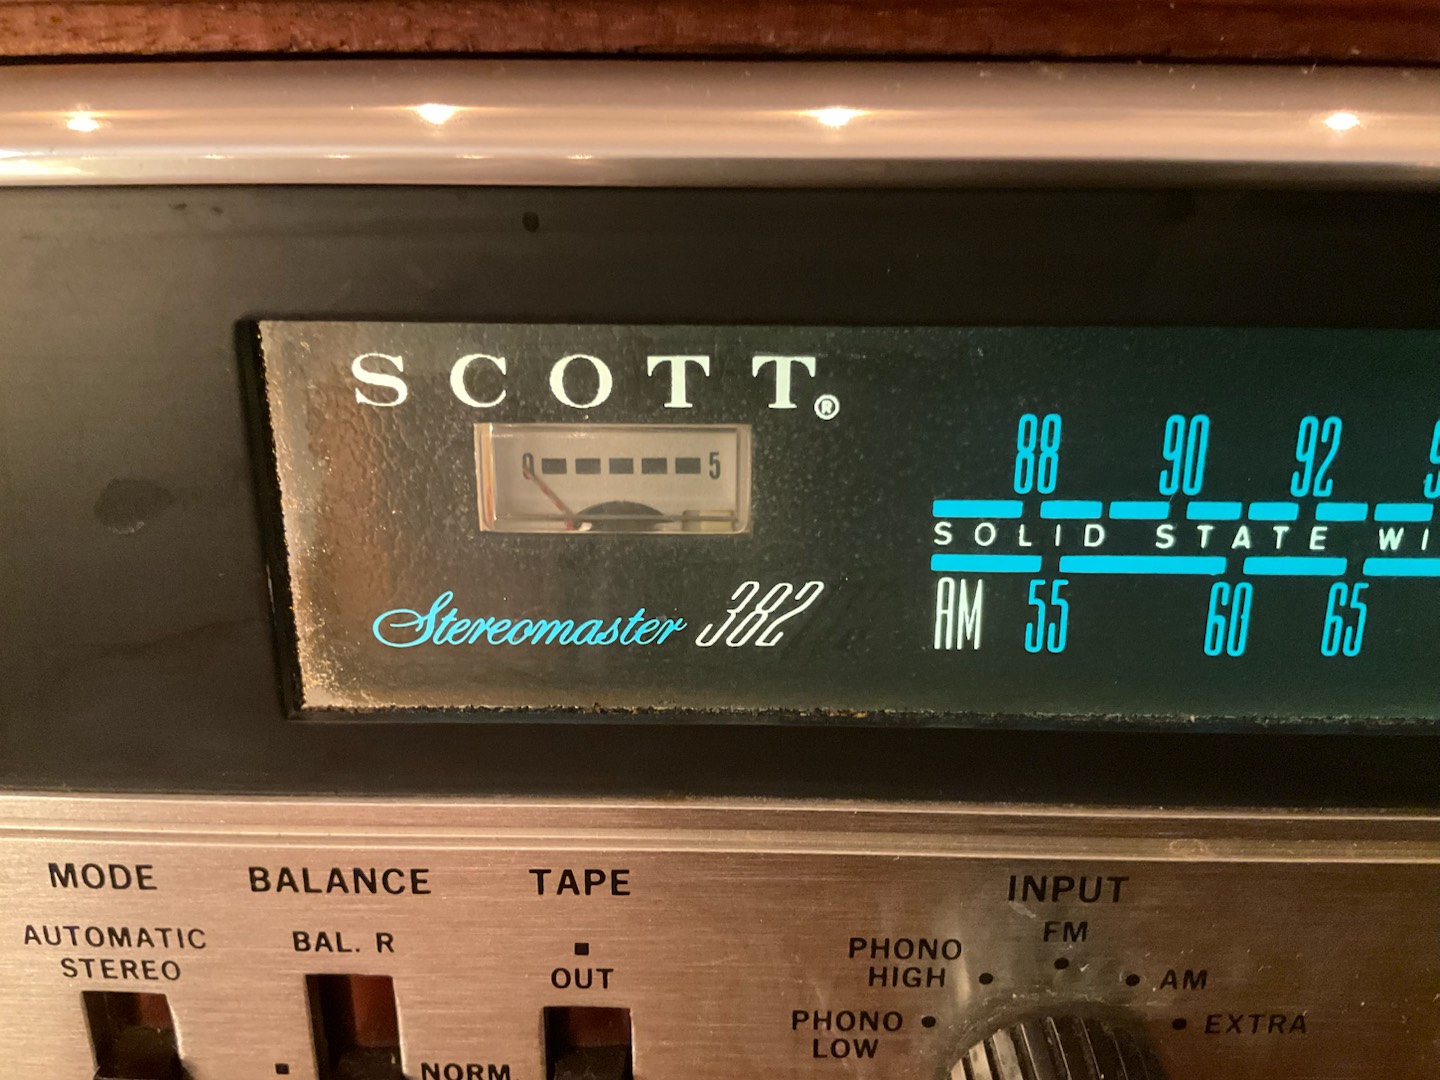 SCOTT®
0 5
Stereomaster 382
88 90 92
SOLID STATE WI
AM 55 60 65
MODE BALANCE TAPE INPUT
AUTOMATIC
STEREO
BAL. R
OUT
NORM.
FM
PHONO
HIGH
AM
PHONO
LOW
EXTRA